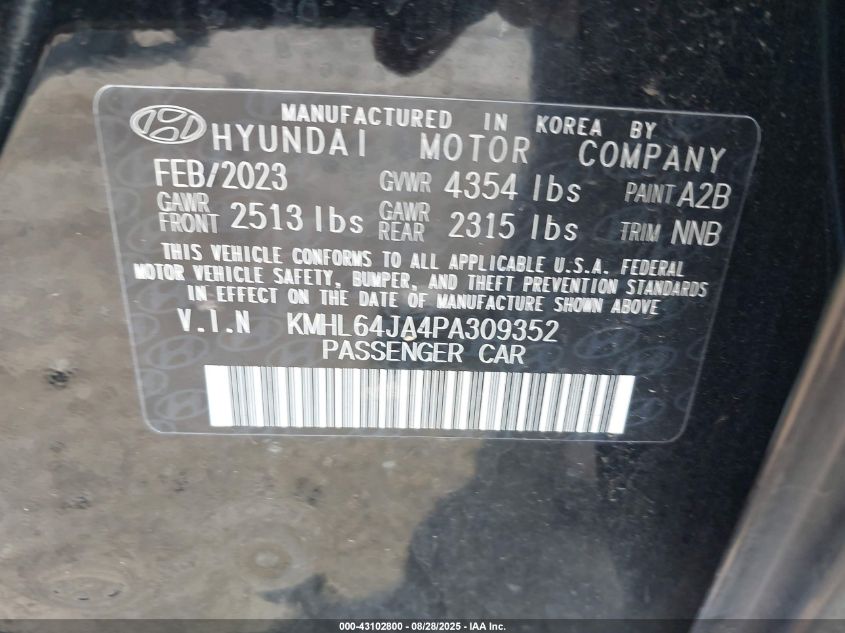 MANUFACTURED IN KOREA BY
HYUNDAI MOTOR COMPANY
FEB/2023 GVWR 4354 lbs PAINT A2B
GAWR FRONT 2513 lbs GAWR REAR 2315 lbs TRIM NNB
THIS VEHICLE CONFORMS TO ALL APPLICABLE U.S.A. FEDERAL
MOTOR VEHICLE SAFETY, BUMPER, AND THEFT PREVENTION STANDARDS
IN EFFECT ON THE DATE OF MANUFACTURE SHOWN ABOVE
V.I.N KMHL64JA4PA309352
PASSENGER CAR
000-43102800 / 08/28/2025 - IAA Inc.